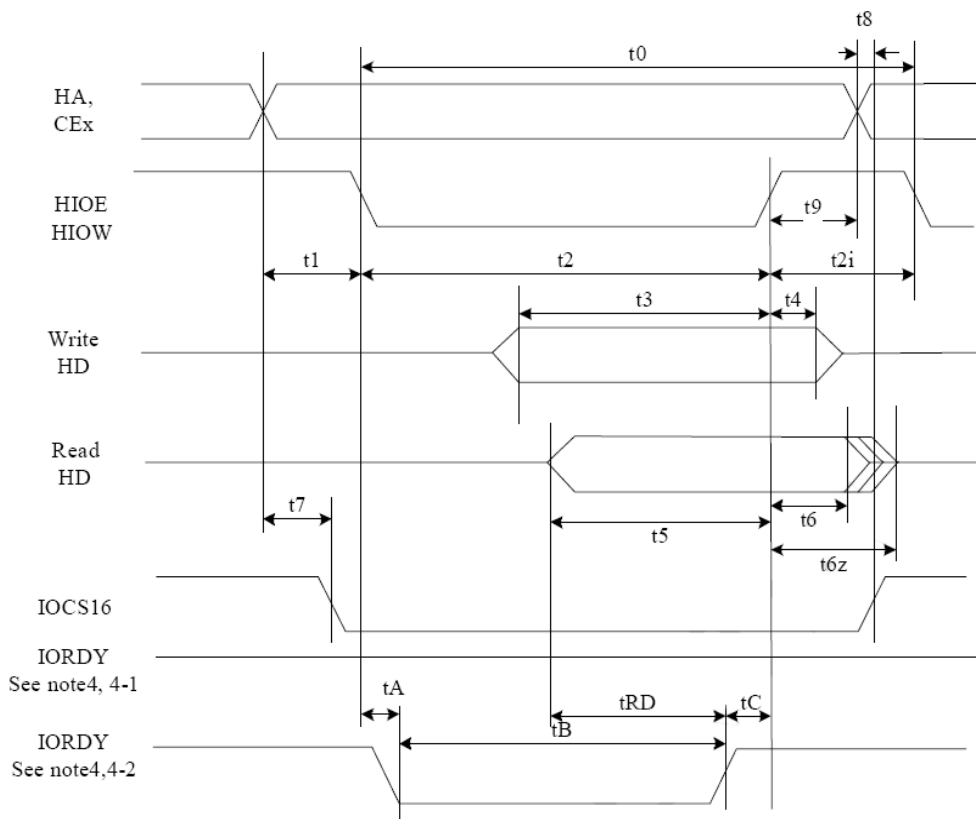 t8
t0
HA,
CEx
HIOE
HIOW
t9
t1
t2
t2i
t3
t4
Write
HD
Read
HD
t7
t5
t6
t6z
IOCS16
IORDY
See note4, 4-1
tA
tRD
tC
tB
IORDY
See note4,4-2